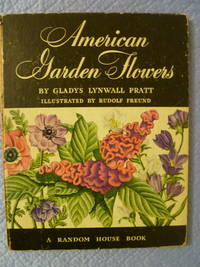 American
Garden Flowers
BY GLADYS LYNWALL PRATT
ILLUSTRATED BY RUDOLF FREUND
A RANDOM HOUSE BOOK